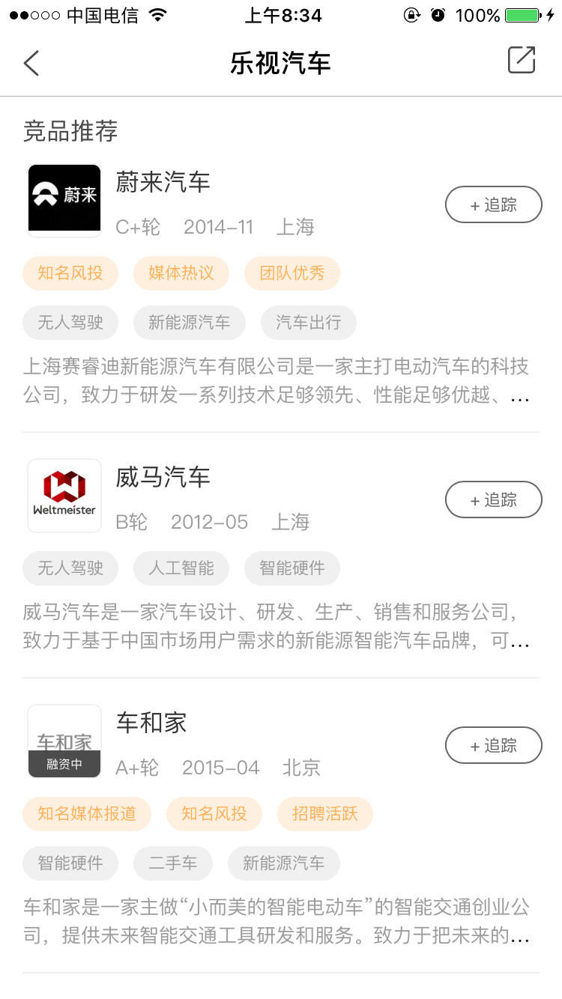 中国电信 上午8:34 100%
乐视汽车
竞品推荐
蔚来
蔚来汽车
C+轮 2014-11 上海
+ 追踪
知名风投 媒体热议 团队优秀
无人驾驶 新能源汽车 汽车出行
上海赛睿迪新能源汽车有限公司是一家主打电动汽车的科技
公司，致力于研发一系列技术足够领先、性能足够优越、...
Weltmeister
威马汽车
B轮 2012-05 上海
+ 追踪
无人驾驶 人工智能 智能硬件
威马汽车是一家汽车设计、研发、生产、销售和服务公司，
致力于基于中国市场用户需求的新能源智能汽车品牌，可...
车和家
融资中
车和家
A+轮 2015-04 北京
+ 追踪
知名媒体报道 知名风投 招聘活跃
智能硬件 二手车 新能源汽车
车和家是一家主做“小而美的智能电动车”的智能交通创业公
司，提供未来智能交通工具研发和服务。致力于把未来的...